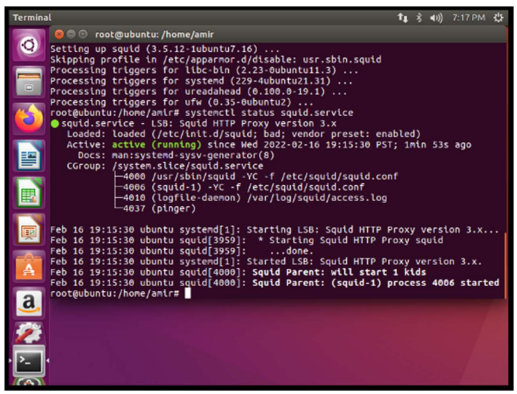 Terminal
7:17 PM
root@ubuntu: /home/amir
Setting up squid (3.5.12-1ubuntu7.16) ...
Skipping profile in /etc/apparmor.d/disable: usr.sbin.squid
Processing triggers for libc-bin (2.23-0ubuntu11.3) ...
Processing triggers for systemd (229-4ubuntu21.31) ...
Processing triggers for ureadahead (0.100.0-19.1) ...
Processing triggers for ufw (0.35-0ubuntu2) ...
root@ubuntu:/home/amir# systemctl status squid.service
● squid.service - LSB: Squid HTTP Proxy version 3.x
Loaded: loaded (/etc/init.d/squid; bad; vendor preset: enabled)
Active: active (running) since Wed 2022-02-16 19:15:30 PST; 1min 53s ago
Docs: man:systemd-sysv-generator(8)
CGroup: /system.slice/squid.service
├─4000 /usr/sbin/squid -YC -f /etc/squid/squid.conf
├─4006 (squid-1) -YC -f /etc/squid/squid.conf
├─4010 (logfile-daemon) /var/log/squid/access.log
└─4037 (pinger)
Feb 16 19:15:30 ubuntu systemd[1]: Starting LSB: Squid HTTP Proxy version 3.x...
Feb 16 19:15:30 ubuntu squid[3959]:  * Starting Squid HTTP Proxy squid
Feb 16 19:15:30 ubuntu squid[3959]:    ...done.
Feb 16 19:15:30 ubuntu systemd[1]: Started LSB: Squid HTTP Proxy version 3.x.
Feb 16 19:15:30 ubuntu squid[4000]: Squid Parent: will start 1 kids
Feb 16 19:15:30 ubuntu squid[4000]: Squid Parent: (squid-1) process 4006 started
root@ubuntu:/home/amir#